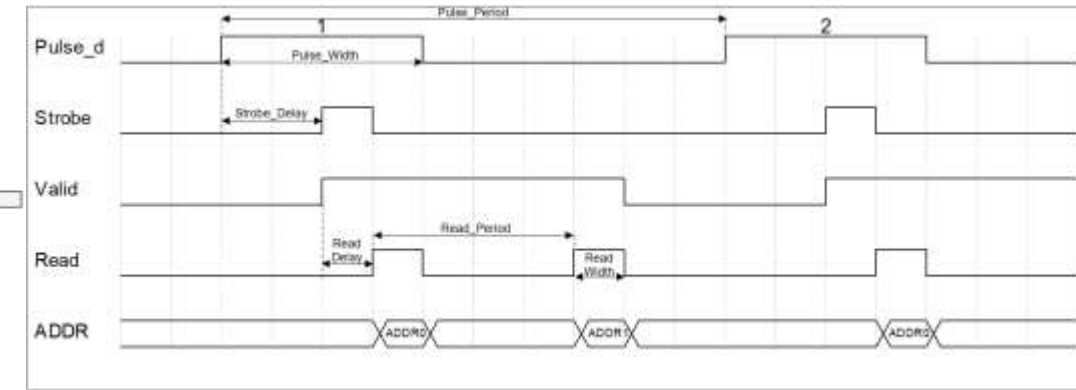 Pulse_Period
1
2
Pulse_d
Pulse_Width
Strobe
Strobe_Delay
Valid
Read_Period
Read
Read
Delay
Read
Width
ADDR
ADDR0
ADDR1
ADDR0